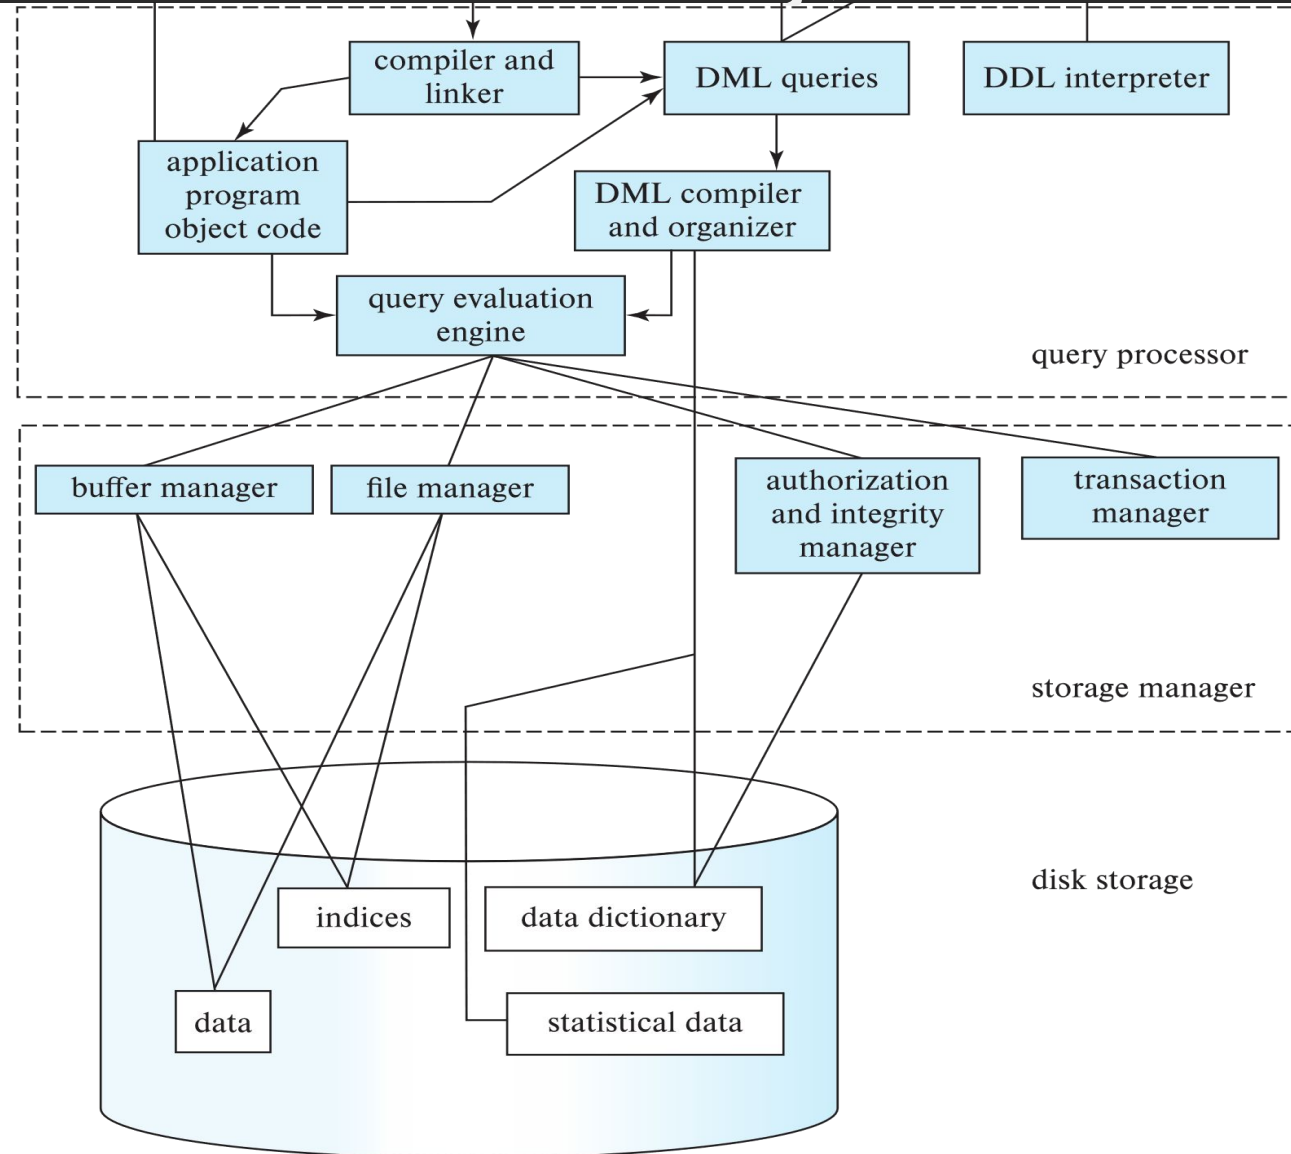 compiler and
linker
DML queries
DDL interpreter
application
program
object code
DML compiler
and organizer
query evaluation
engine
query processor
buffer manager
file manager
authorization
and integrity
manager
transaction
manager
storage manager
disk storage
indices
data dictionary
data
statistical data